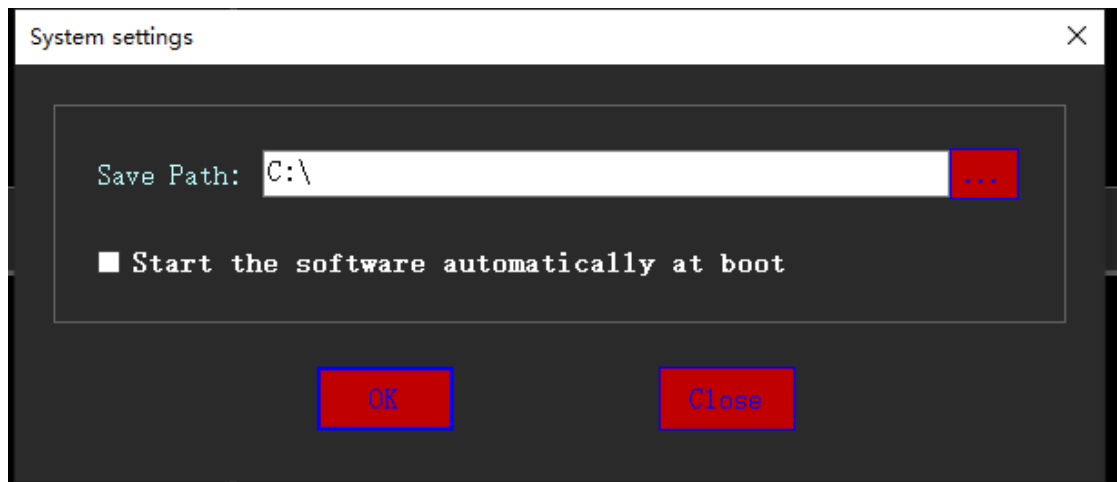 System settings
Save Path: C:\ ...
Start the software automatically at boot
OK Close